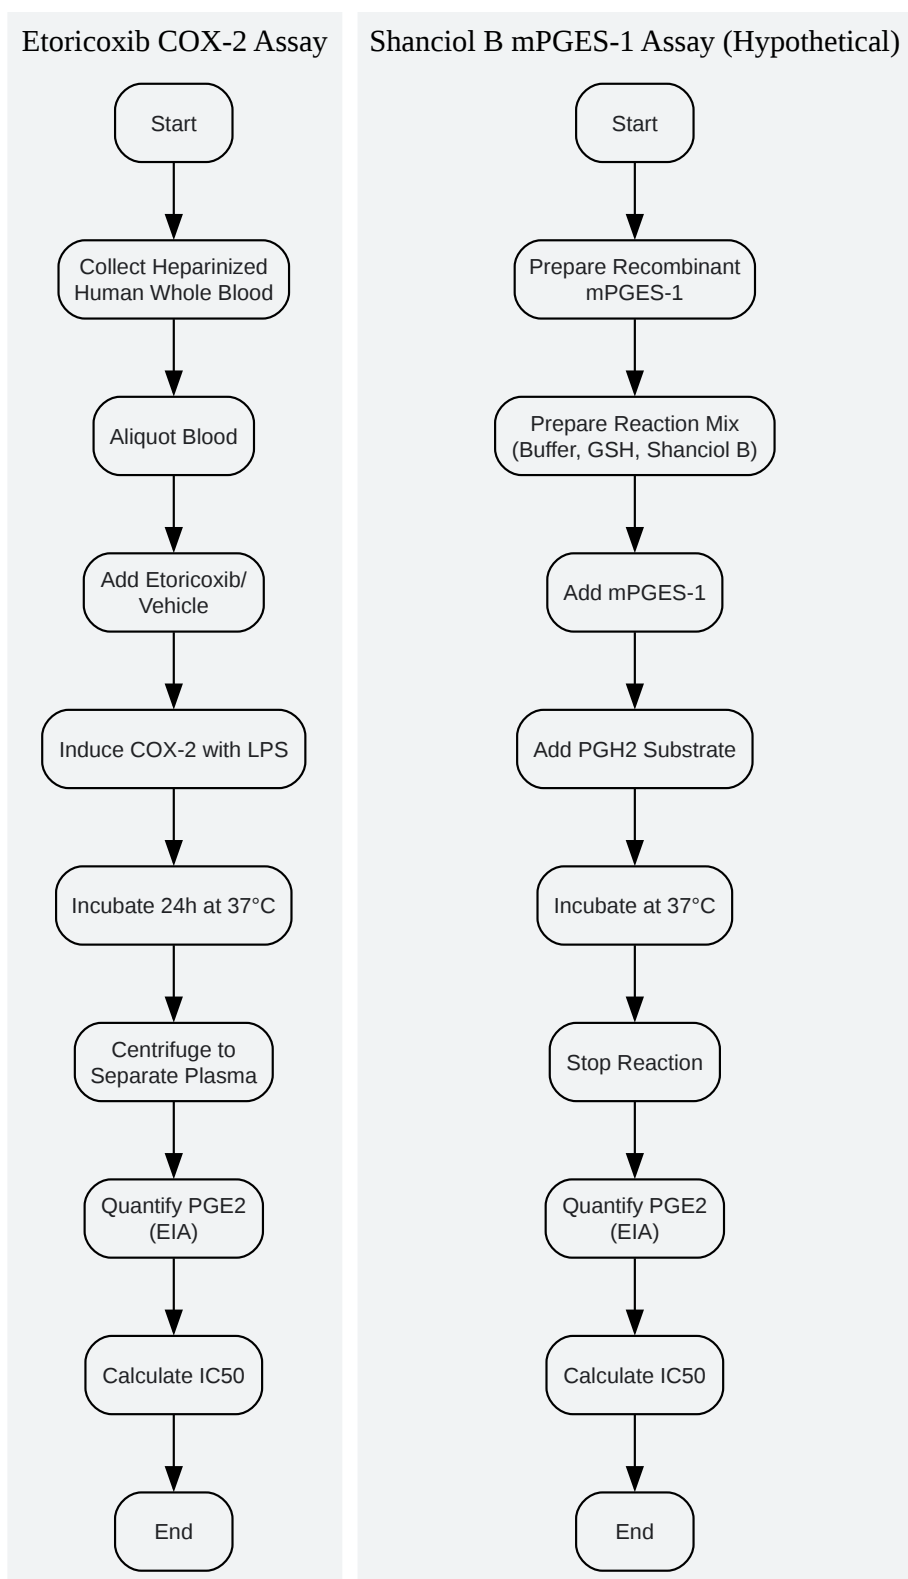 Etoricoxib COX-2 Assay
Start
Collect Heparinized
Human Whole Blood
Aliquot Blood
Add Etoricoxib/
Vehicle
Induce COX-2 with LPS
Incubate 24h at 37°C
Centrifuge to
Separate Plasma
Quantify PGE2
(EIA)
Calculate IC50
End
Shanciol B mPGES-1 Assay (Hypothetical)
Start
Prepare Recombinant
mPGES-1
Prepare Reaction Mix
(Buffer, GSH, Shanciol B)
Add mPGES-1
Add PGH2 Substrate
Incubate at 37°C
Stop Reaction
Quantify PGE2
(EIA)
Calculate IC50
End